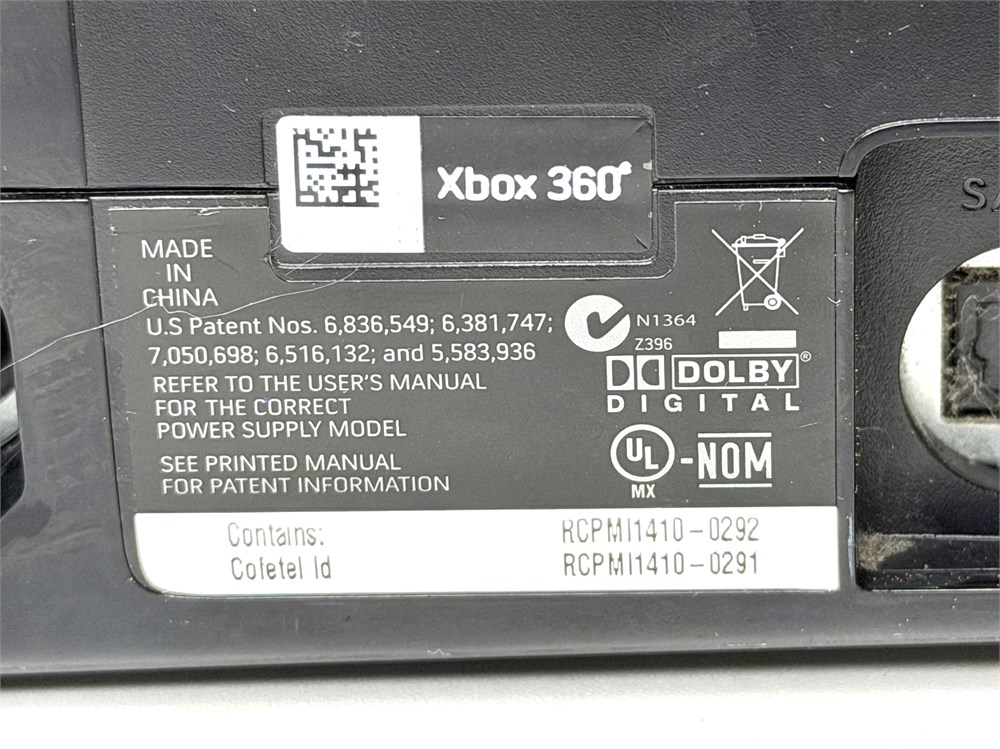 Xbox 360
MADE
IN
CHINA
U.S Patent Nos. 6,836,549; 6,381,747;
7,050,698; 6,516,132; and 5,583,936
REFER TO THE USER'S MANUAL
FOR THE CORRECT
POWER SUPPLY MODEL
SEE PRINTED MANUAL
FOR PATENT INFORMATION
N1364
Z396
DOLBY®
DIGITAL
UL
MX
-NOM
Contains: RCPMI1410-0292
Cofetel Id RCPMI1410-0291